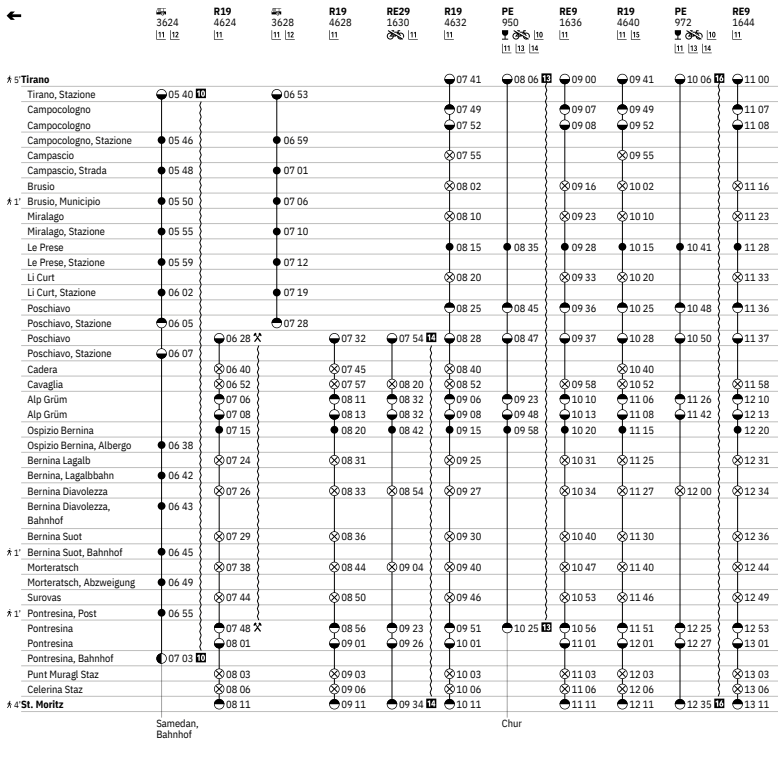 R19 R19 RE29 R19 PE RE9 R19 PE RE9
3624 4624 3628 4628 1630 4632 950 1636 4640 972 1644
11 12 11 11 12 11 11 11 10 11 11 15 10 11
11 13 14 11 13 14
5' Tirano 07 41 08 06 13 09 00 09 41 10 06 16 11 00
Tirano, Stazione 05 40 10 06 53
Campocologno 07 49 09 07 09 49 11 07
Campocologno 07 52 09 08 09 52 11 08
Campocologno, Stazione 05 46 06 59
Campascio 07 55 09 55
Campascio, Strada 05 48 07 01
Brusio 08 02 09 16 10 02 11 16
1' Brusio, Municipio 05 50 07 06
Miralago 08 10 09 23 10 10 11 23
Miralago, Stazione 05 55 07 10
Le Prese 08 15 08 35 09 28 10 15 10 41 11 28
Le Prese, Stazione 05 59 07 12
Li Curt 08 20 09 33 10 20 11 33
Li Curt, Stazione 06 02 07 19
Poschiavo 08 25 08 45 09 36 10 25 10 48 11 36
Poschiavo, Stazione 06 05 07 28
Poschiavo 06 28 07 32 07 54 14 08 28 08 47 09 37 10 28 10 50 11 37
Poschiavo, Stazione 06 07
Cadera 06 40 07 45 08 40 10 40
Cavaglia 06 52 07 57 08 20 08 52 09 58 10 52 11 58
Alp Grüm 07 06 08 11 08 32 09 06 09 23 10 10 11 06 11 26 12 10
Alp Grüm 07 08 08 13 08 32 09 08 09 48 10 13 11 08 11 42 12 13
Ospizio Bernina 07 15 08 20 08 42 09 15 09 58 10 20 11 15 12 20
Ospizio Bernina, Albergo 06 38
Bernina Lagalb 07 24 08 31 09 25 10 31 11 25 12 31
Bernina, Lagalbbahn 06 42
Bernina Diavolezza 07 26 08 33 08 54 09 27 10 34 11 27 12 00 12 34
Bernina Diavolezza, 06 43
Bahnhof
Bernina Suot 07 29 08 36 09 30 10 40 11 30 12 36
1' Bernina Suot, Bahnhof 06 45
Morteratsch 07 38 08 44 09 04 09 40 10 47 11 40 12 44
Morteratsch, Abzweigung 06 49
Surovas 07 44 08 50 09 46 10 53 11 46 12 49
1' Pontresina, Post 06 55
Pontresina 07 48 08 56 09 23 09 51 10 25 13 10 56 11 51 12 25 12 53
Pontresina 08 01 09 01 09 26 10 01 11 01 12 01 12 27 13 01
Pontresina, Bahnhof 07 03 10
Punt Muragl Staz 08 03 09 03 10 03 11 03 12 03 13 03
Celerina Staz 08 06 09 06 10 06 11 06 12 06 13 06
4' St. Moritz 08 11 09 11 09 34 14 10 11 11 11 12 11 12 35 16 13 11
Samedan, Chur
Bahnhof